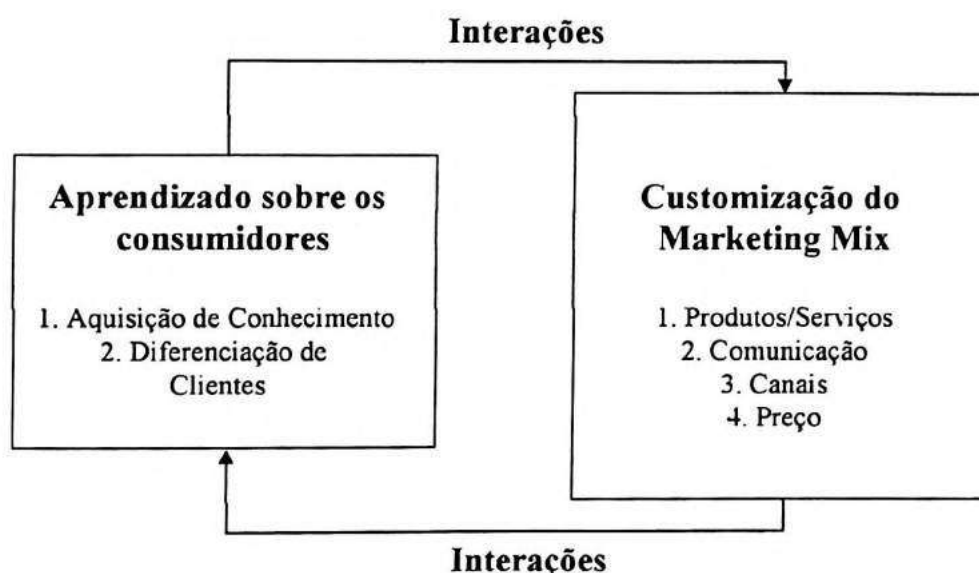 Interações
Aprendizado sobre os
consumidores
1. Aquisição de Conhecimento
2. Diferenciação de
Clientes
Customização do
Marketing Mix
1. Produtos/Serviços
2. Comunicação
3. Canais
4. Preço
Interações